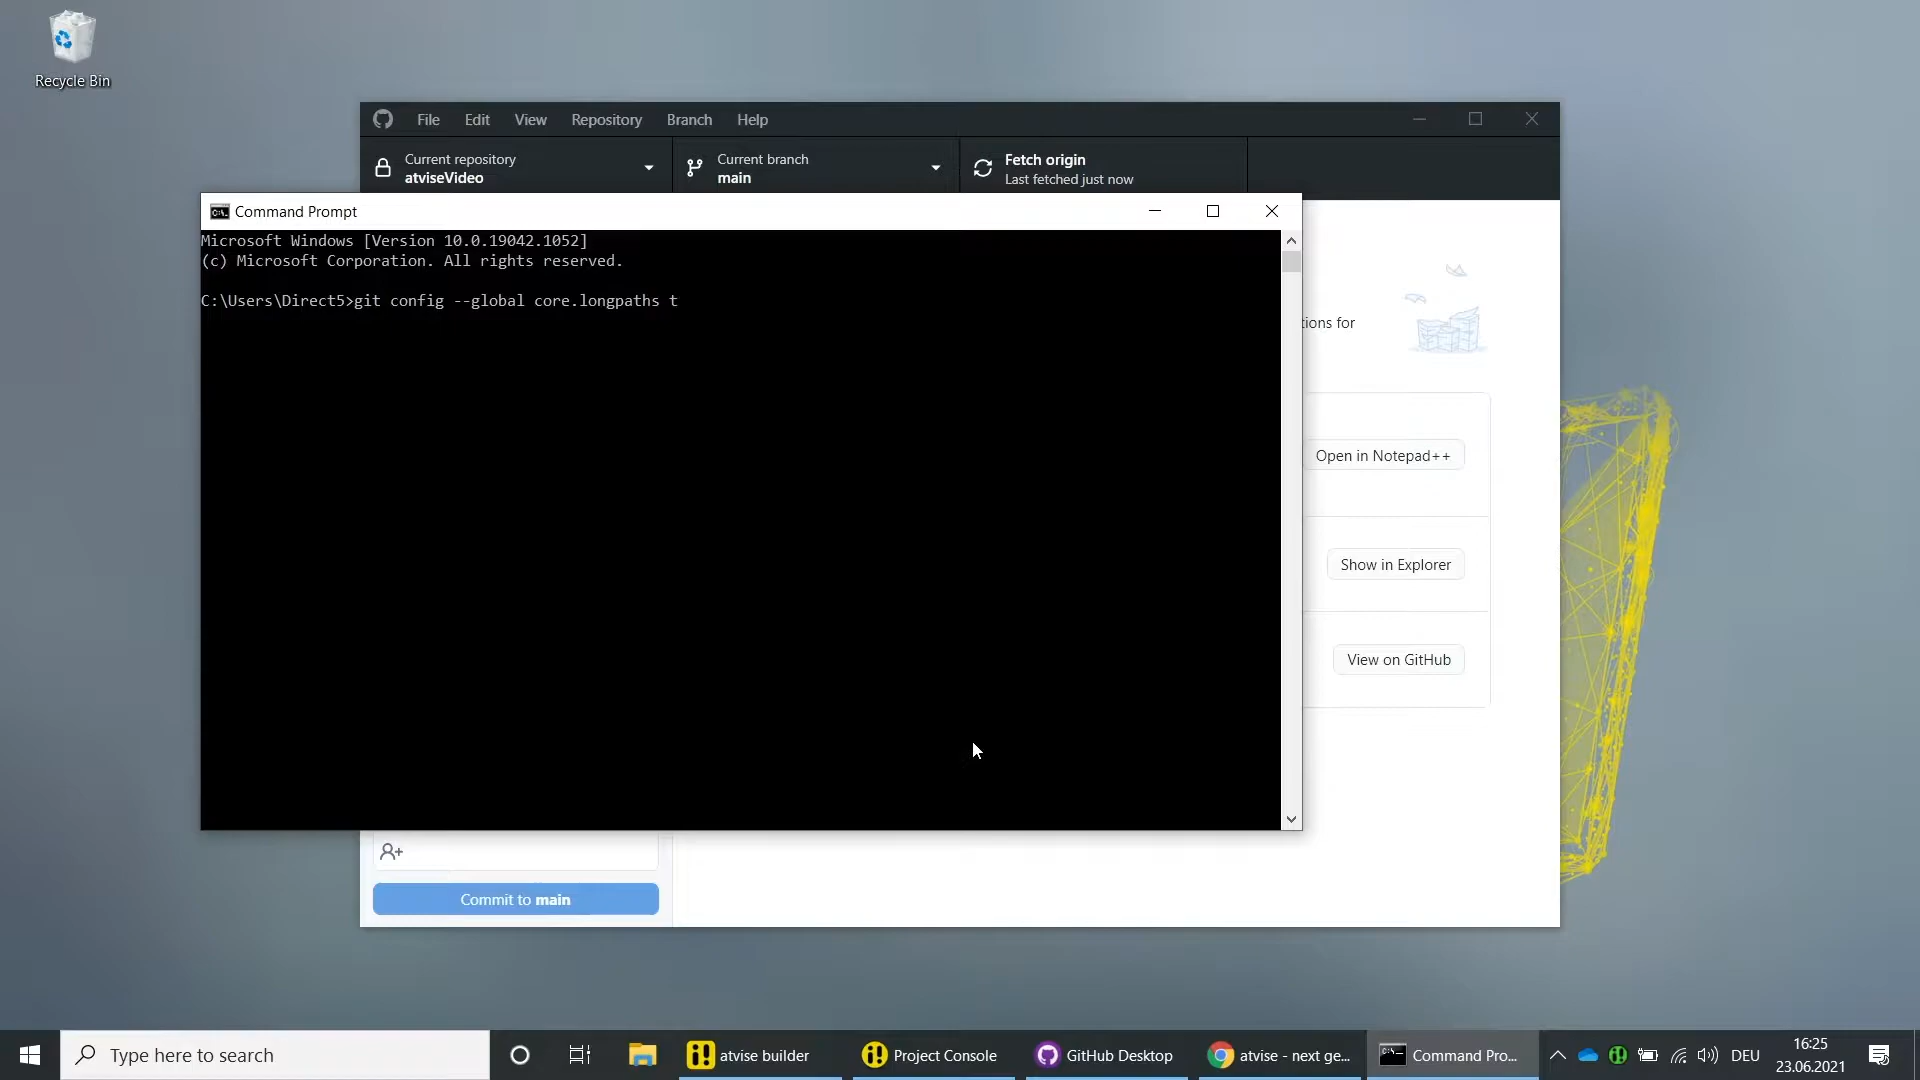 Recycle Bin
File Edit View Repository Branch Help
Current repository
atviseVideo
Current branch
main
Fetch origin
Last fetched just now
Command Prompt
Microsoft Windows [Version 10.0.19042.1052]
(c) Microsoft Corporation. All rights reserved.
C:\Users\Direct5>git config --global core.longpaths t
tions for
Open in Notepad++
Show in Explorer
View on GitHub
Commit to main
Type here to search
atvise builder
Project Console
GitHub Desktop
atvise - next ge...
Command Pro...
DEU
16:25
23.06.2021